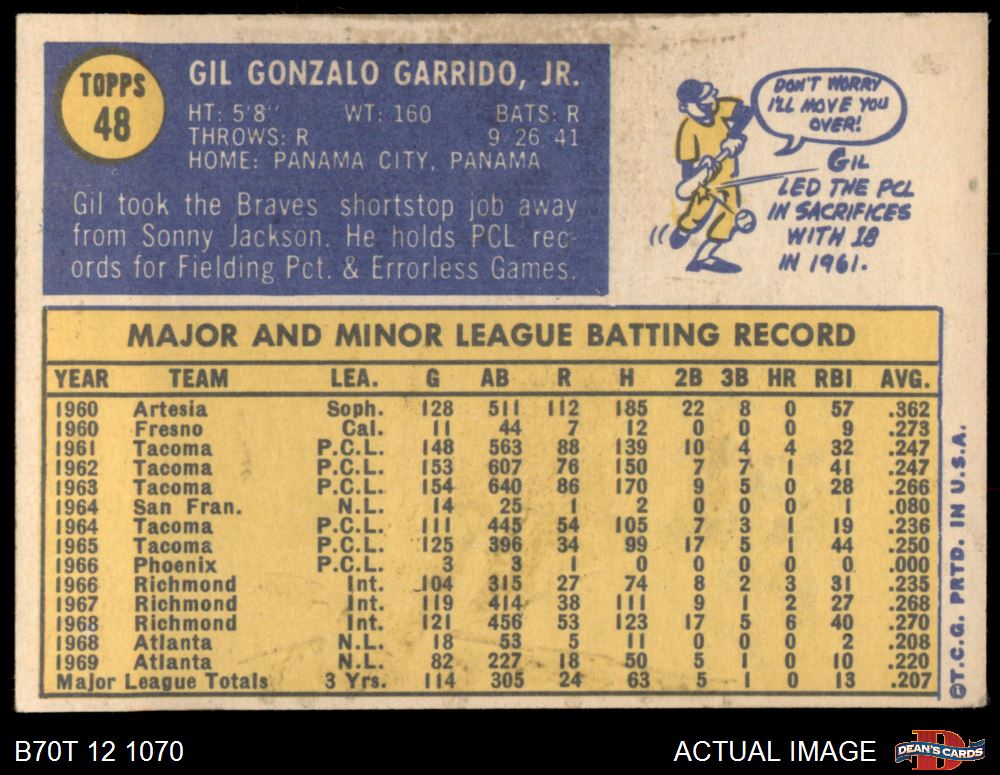 TOPPS
48
GIL GONZALO GARRIDO, JR.
HT: 5'8" WT: 160 BATS: R
THROWS: R 9/26/41
HOME: PANAMA CITY, PANAMA
Gil took the Braves shortstop job away
from Sonny Jackson. He holds PCL rec-
ords for Fielding Pct. & Errorless Games.
DON'T WORRY
I'LL MOVE YOU
OVER!
GIL
LED THE PCL
IN SACRIFICES
WITH 18
IN 1961.
MAJOR AND MINOR LEAGUE BATTING RECORD
YEAR TEAM LEA. G AB R H 2B 3B HR RBI AVG.
1960 Artesia Soph. 128 511 112 185 22 8 0 57 .362
1960 Fresno Cal. 11 44 7 12 0 0 0 9 .273
1961 Tacoma P.C.L. 148 563 88 139 10 4 4 32 .247
1962 Tacoma P.C.L. 153 607 76 150 7 7 1 41 .247
1963 Tacoma P.C.L. 154 640 86 170 9 5 0 28 .266
1964 San Fran. N.L. 14 25 1 2 0 0 0 1 .080
1964 Tacoma P.C.L. 111 445 54 105 7 3 1 19 .236
1965 Tacoma P.C.L. 125 396 34 99 17 5 1 44 .250
1966 Phoenix P.C.L. 3 3 1 0 0 0 0 0 .000
1966 Richmond Int. 104 315 27 74 8 2 3 31 .235
1967 Richmond Int. 119 414 38 111 9 1 2 27 .268
1968 Richmond Int. 121 456 53 123 17 5 6 40 .270
1968 Atlanta N.L. 18 53 5 11 0 0 0 2 .208
1969 Atlanta N.L. 82 227 18 50 5 1 0 10 .220
Major League Totals 3 Yrs. 114 305 24 63 5 1 0 13 .207
©T.C.G. PRTD. IN U.S.A.
B70T 12 1070
ACTUAL IMAGE
DEAN'S CARDS